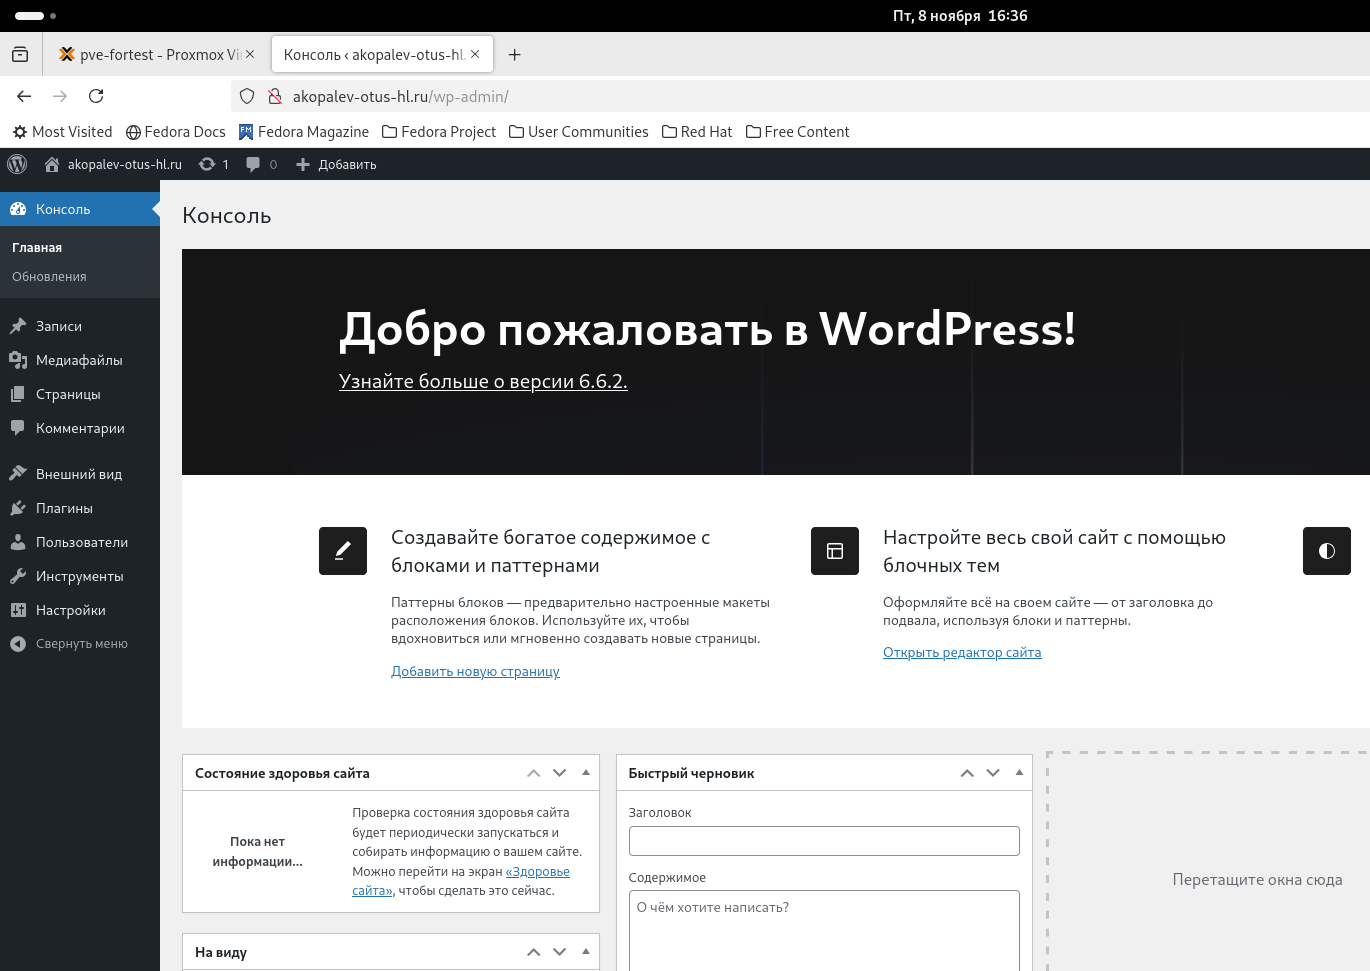 Пт, 8 ноября 16:36
pve-fortest - Proxmox Vi
Консоль ‹ akopalev-otus-hl.
akopalev-otus-hl.ru/wp-admin/
Most Visited Fedora Docs Fedora Magazine Fedora Project User Communities Red Hat Free Content
akopalev-otus-hl.ru 1 0 Добавить
Консоль
Главная
Обновления
Записи
Медиафайлы
Страницы
Комментарии
Внешний вид
Плагины
Пользователи
Инструменты
Настройки
Свернуть меню
Консоль
Добро пожаловать в WordPress!
Узнайте больше о версии 6.6.2.
Создавайте богатое содержимое с
блоками и паттернами
Паттерны блоков — предварительно настроенные макеты
расположения блоков. Используйте их, чтобы
вдохновиться или мгновенно создавать новые страницы.
Добавить новую страницу
Настройте весь свой сайт с помощью
блочных тем
Оформляйте всё на своем сайте — от заголовка до
подвала, используя блоки и паттерны.
Открыть редактор сайта
Состояние здоровья сайта
Пока нет
информации...
Проверка состояния здоровья сайта
будет периодически запускаться и
собирать информацию о вашем сайте.
Можно перейти на экран «Здоровье
сайта», чтобы сделать это сейчас.
На виду
Быстрый черновик
Заголовок
Содержимое
О чём хотите написать?
Перетащите окна сюда